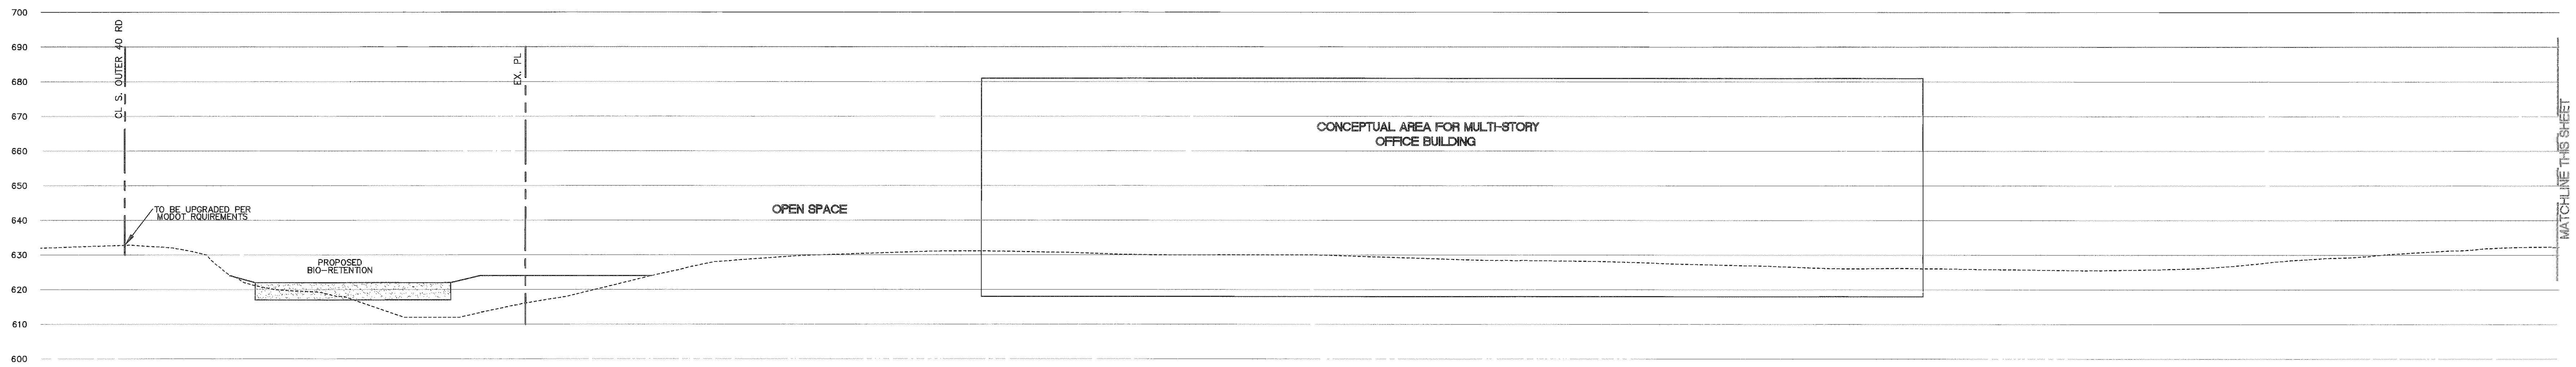 700
690
680
670
660
650
640
630
620
610
600
CL S. OUTER 40 RD
TO BE UPGRADED PER
MODOT RQUIREMENTS
PROPOSED
BIO-RETENTION
EX. PL
OPEN SPACE
CONCEPTUAL AREA FOR MULTI-STORY
OFFICE BUILDING
MATCHLINE THIS SHEET